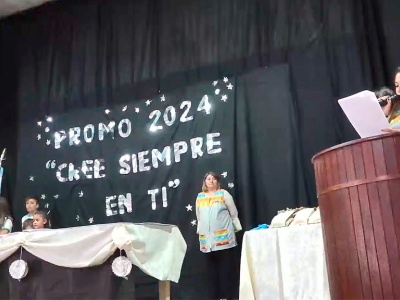 PROMO 2024
"CREE SIEMPRE
EN TI"